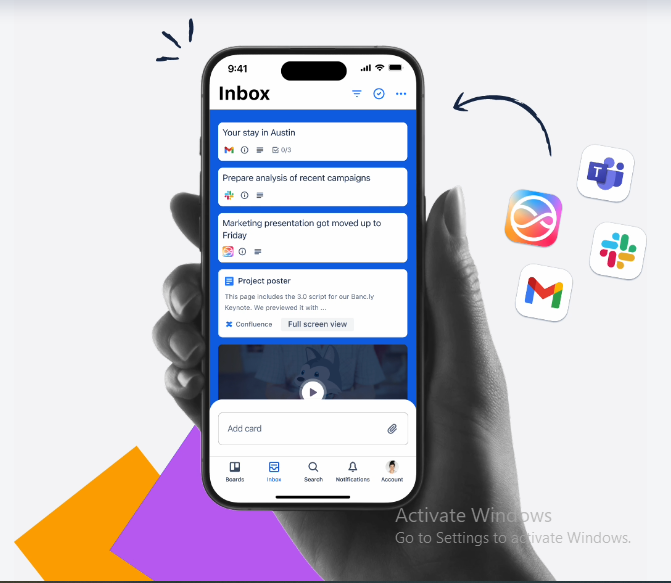 9:41
Inbox
Your stay in Austin
0/3
Prepare analysis of recent campaigns
Marketing presentation got moved up to
Friday
Project poster
This page includes the 3.0 script for our Banc.ly
Keynote. We previewed it with ...
Confluence
Full screen view
Add card
Boards
Inbox
Search
Notifications
Account
T
Activate Windows
Go to Settings to activate Windows.